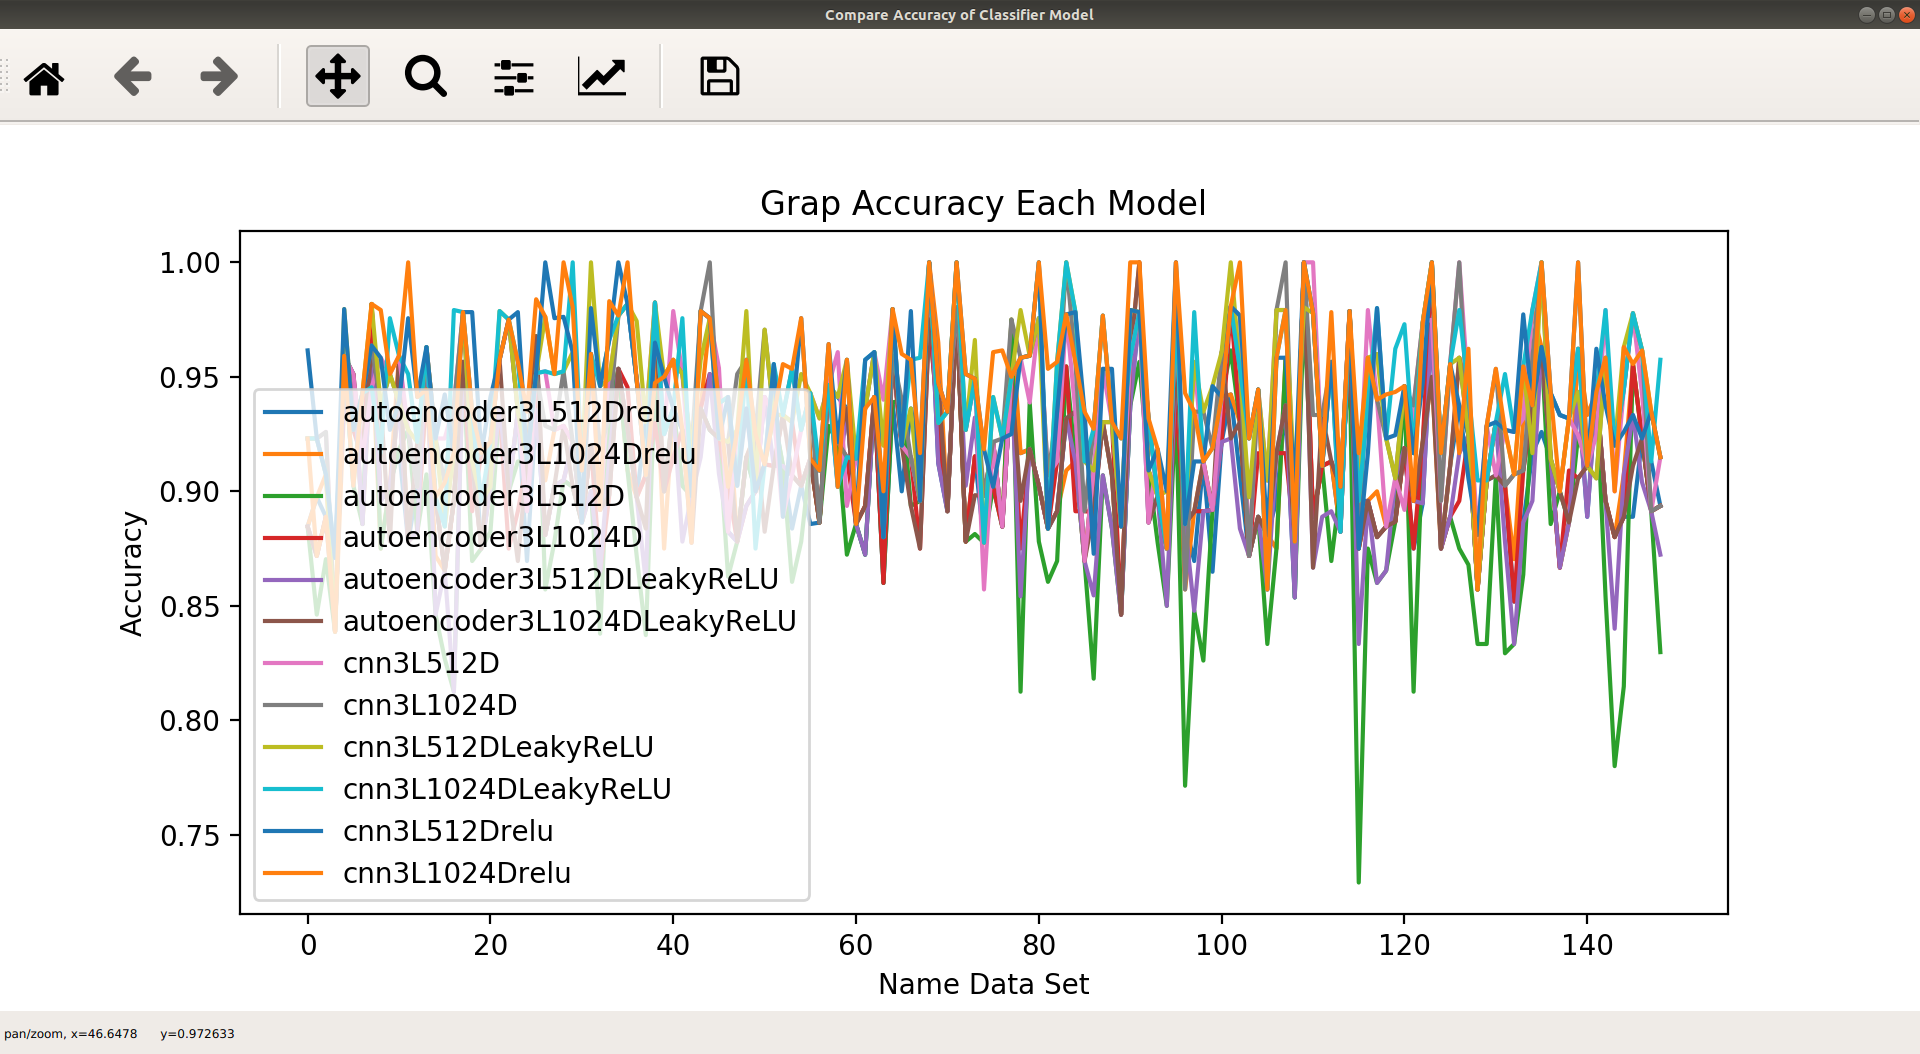 Compare Accuracy of Classifier Model
Grap Accuracy Each Model
1.00
0.95
0.90
0.85
0.80
0.75
Accuracy
autoencoder3L512Drelu
autoencoder3L1024Drelu
autoencoder3L512D
autoencoder3L1024D
autoencoder3L512DLeakyReLU
autoencoder3L1024DLeakyReLU
cnn3L512D
cnn3L1024D
cnn3L512DLeakyReLU
cnn3L1024DLeakyReLU
cnn3L512Drelu
cnn3L1024Drelu
0 20 40 60 80 100 120 140
Name Data Set
pan/zoom, x=46.6478 y=0.972633